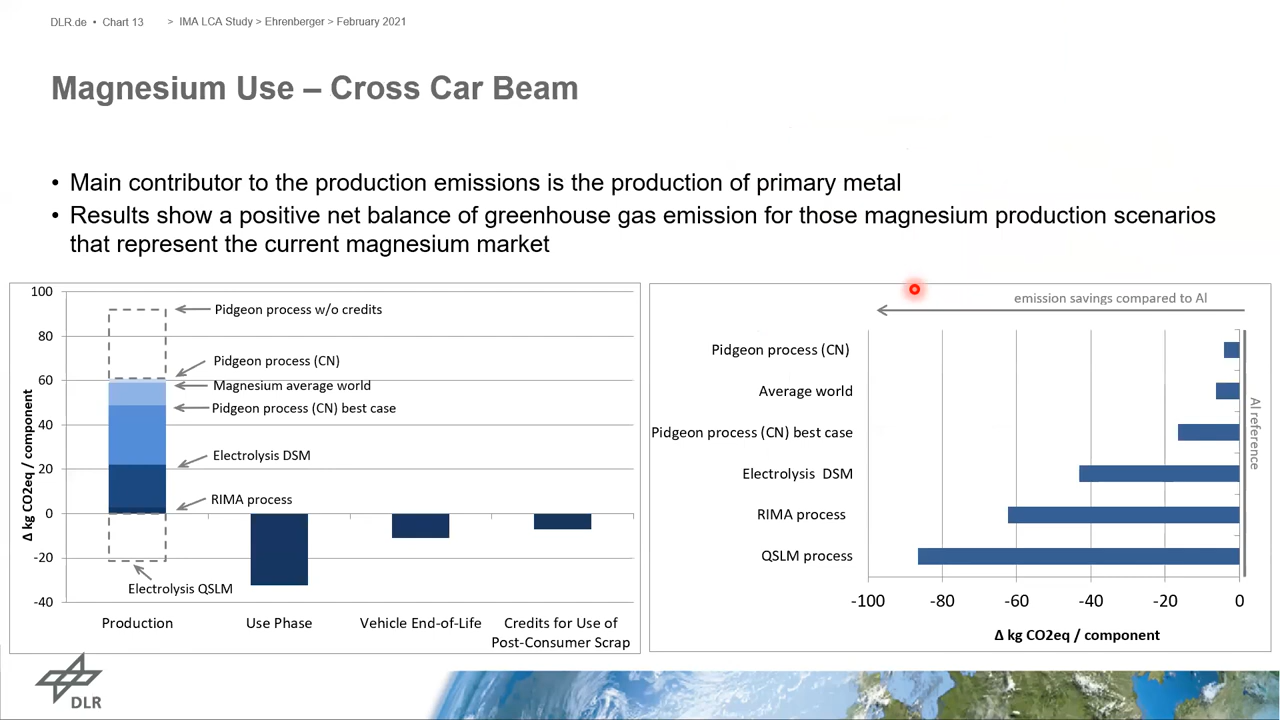 DLR.de • Chart 13 > IMA LCA Study > Ehrenberger > February 2021
Magnesium Use – Cross Car Beam
• Main contributor to the production emissions is the production of primary metal
• Results show a positive net balance of greenhouse gas emission for those magnesium production scenarios
that represent the current magnesium market
Δ kg CO2eq / component
100
80
60
40
20
0
-20
-40
Pidgeon process w/o credits
Pidgeon process (CN)
Magnesium average world
Pidgeon process (CN) best case
Electrolysis DSM
RIMA process
Electrolysis QSLM
Production
Use Phase
Vehicle End-of-Life
Credits for Use of
Post-Consumer Scrap
emission savings compared to Al
Pidgeon process (CN)
Average world
Pidgeon process (CN) best case
Electrolysis DSM
RIMA process
QSLM process
Al reference
-100 -80 -60 -40 -20 0
Δ kg CO2eq / component
DLR